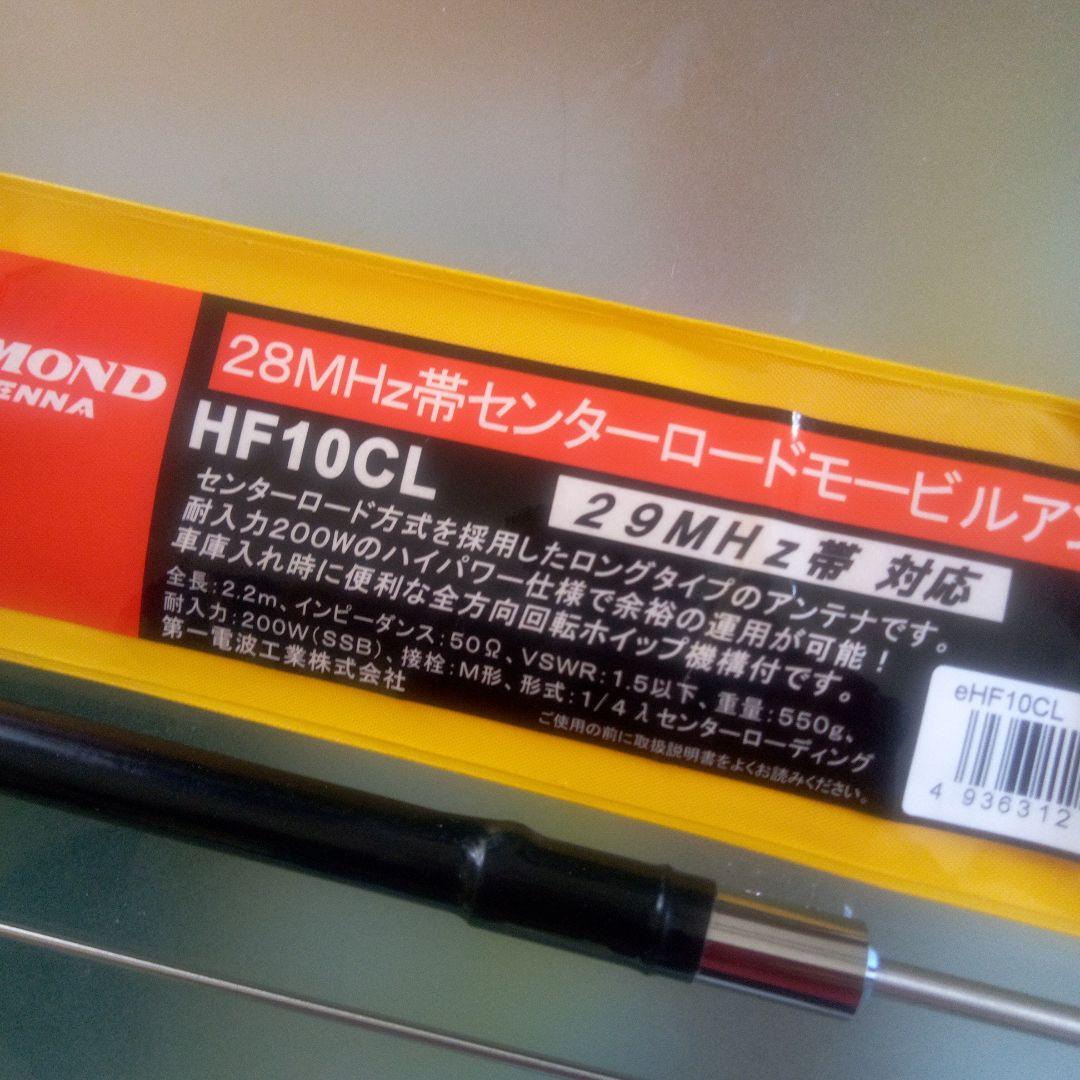 MOND
ENNA
28MHz帯センターロードモービルアン
HF10CL
29MHz帯 対応
センターロード方式を採用したロングタイプのアンテナです。
耐入力200Wのハイパワー仕様で余裕の運用が可能！
車庫入れ時に便利な全方向回転ホイップ機構付です。
全長：2.2m、インピーダンス：50Ω、VSWR：1.5以下、重量：550g、
耐入力：200W（SSB）、接栓：M形、形式：1/4λセンターローディング
第一電波工業株式会社
ご使用の前に取扱説明書をよくお読みください。
eHF10CL
4 936312